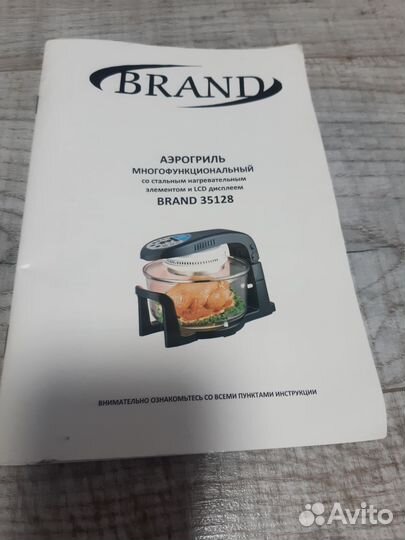 BRAND
АЭРОГРИЛЬ
МНОГОФУНКЦИОНАЛЬНЫЙ
со стальным нагревательным
элементом и LCD дисплеем
BRAND 35128
ВНИМАТЕЛЬНО ОЗНАКОМЬТЕСЬ СО ВСЕМИ ПУНКТАМИ ИНСТРУКЦИИ
Avito